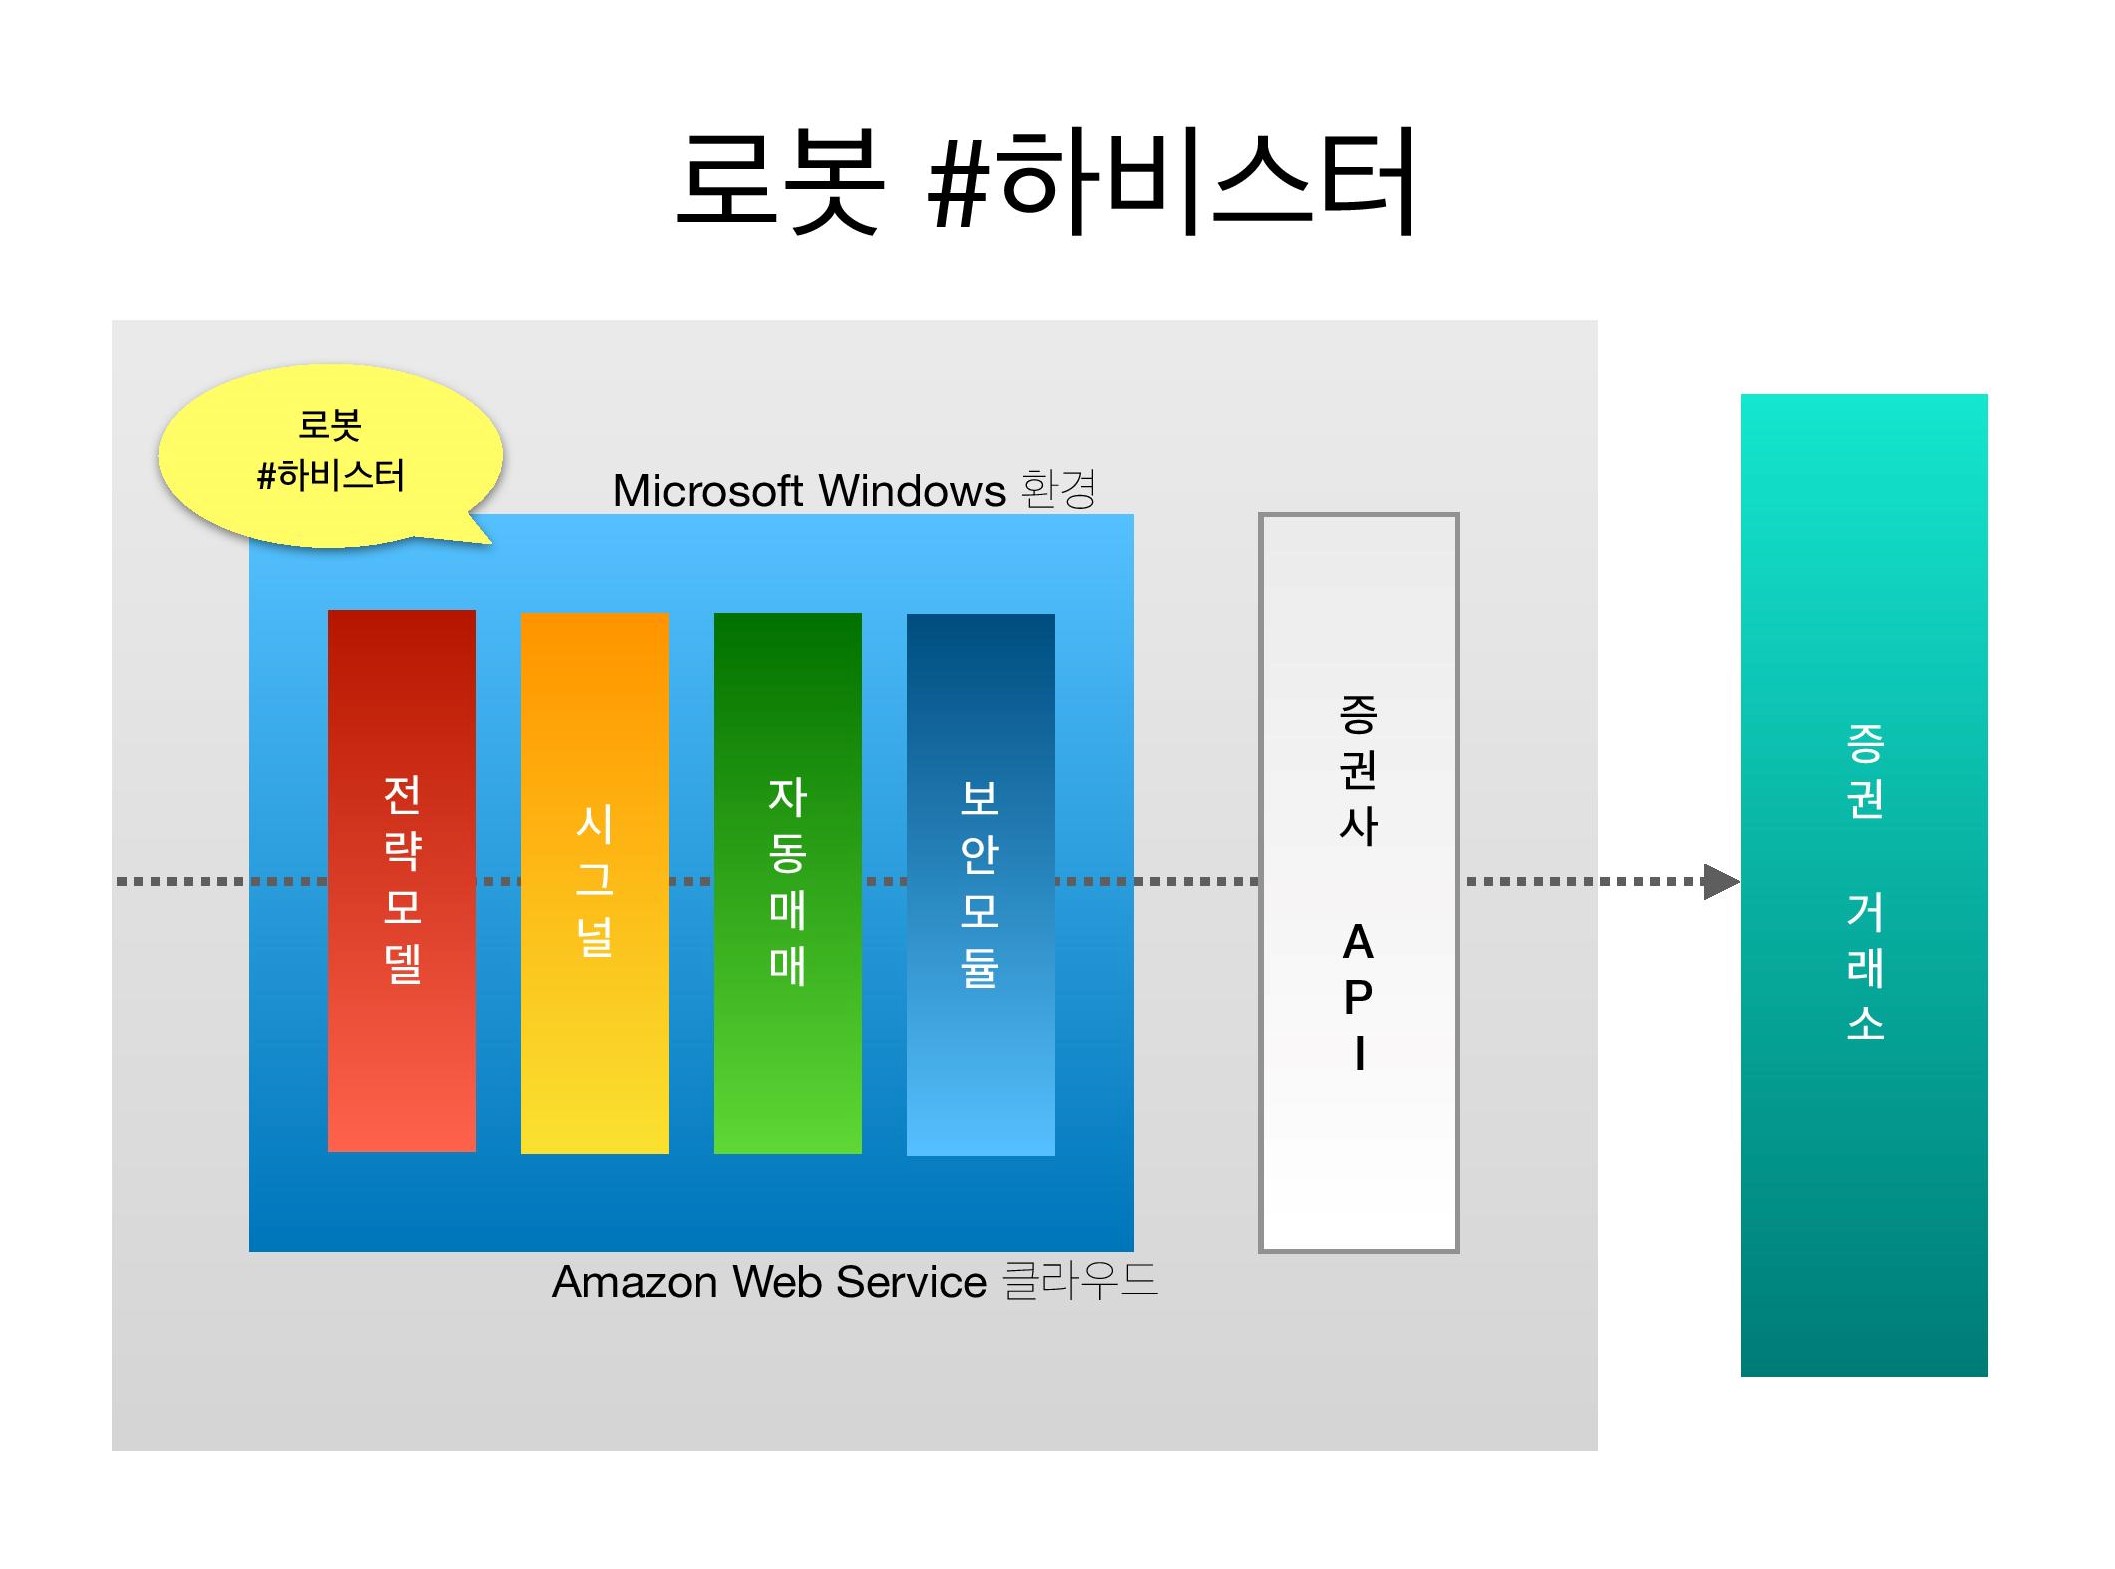 로봇 #하비스터
로봇
#하비스터
Microsoft Windows 환경
전략모델
시그널
자동매매
보안모듈
증권사 API
증권 거래소
Amazon Web Service 클라우드